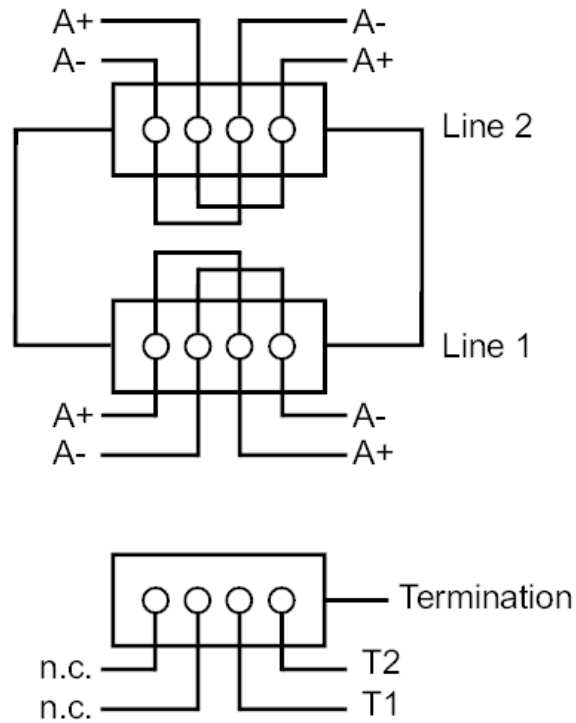 A+ A-
A- A+
Line 2
Line 1
A+ A-
A- A+
Termination
n.c. T2
n.c. T1